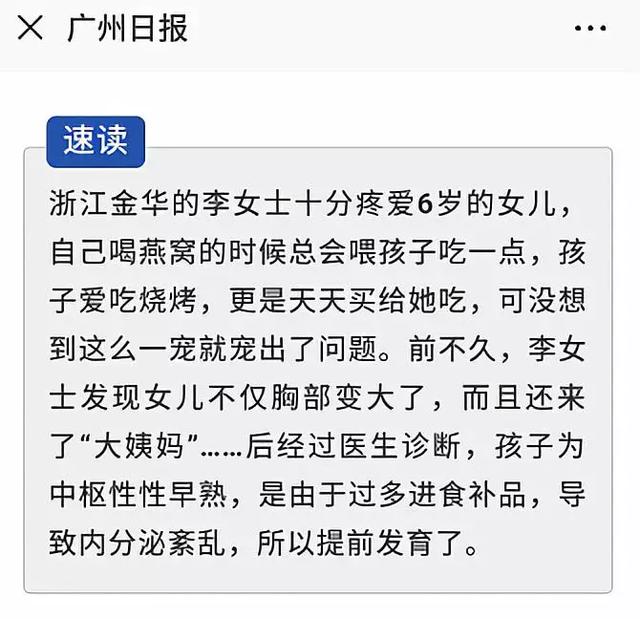 广州日报
速读
浙江金华的李女士十分疼爱6岁的女儿，
自己喝燕窝的时候总会喂孩子吃一点，孩
子爱吃烧烤，更是天天买给她吃，可没想
到这么一宠就宠出了问题。前不久，李女
士发现女儿不仅胸部变大了，而且还来
了“大姨妈”……后经过医生诊断，孩子为
中枢性性早熟，是由于过多进食补品，导
致内分泌紊乱，所以提前发育了。